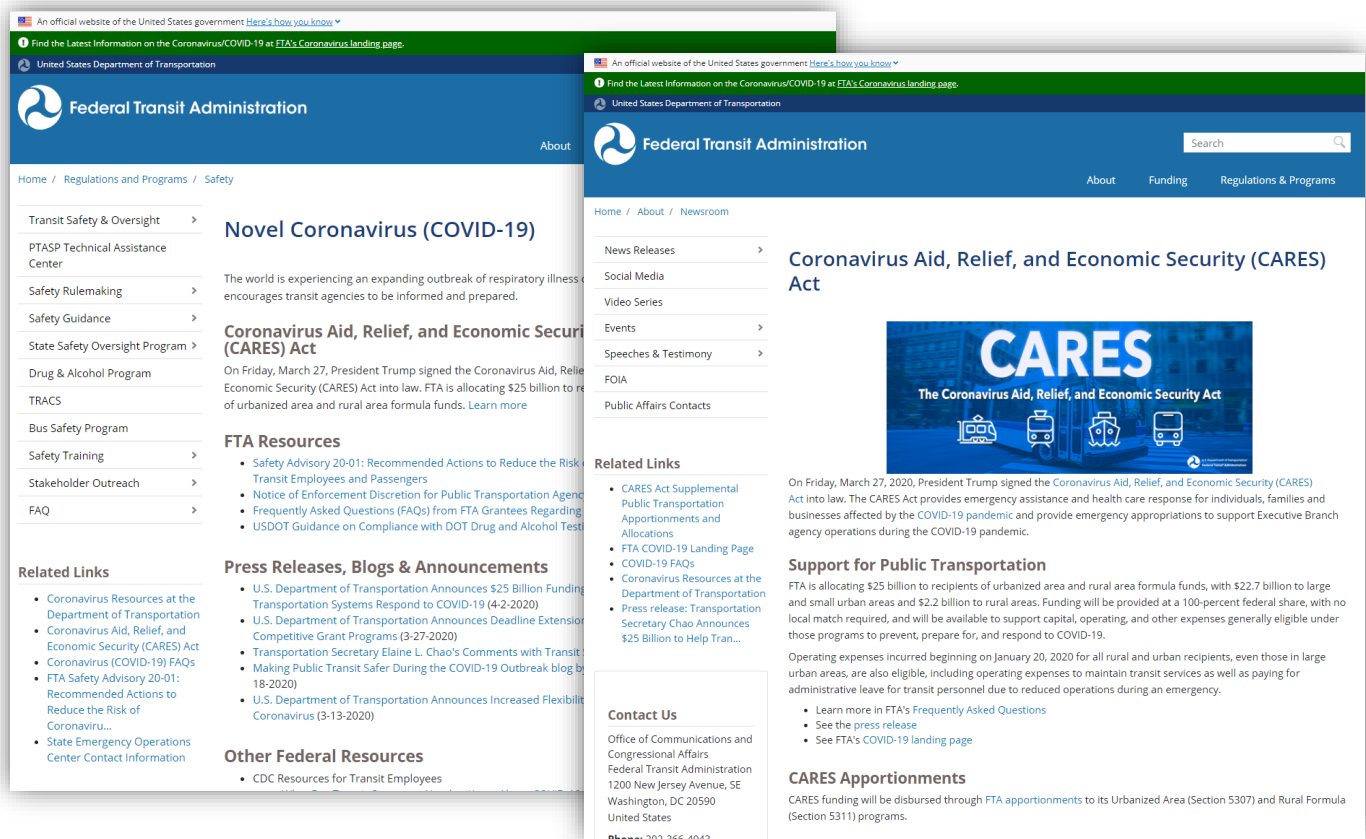 An official website of the United States government Here's how you know
Find the Latest Information on the Coronavirus/COVID-19 at FTA's Coronavirus landing page.
United States Department of Transportation
Federal Transit Administration
About
Home / Regulations and Programs / Safety
Transit Safety & Oversight
PTASP Technical Assistance
Center
Safety Rulemaking
Safety Guidance
State Safety Oversight Program
Drug & Alcohol Program
TRACS
Bus Safety Program
Safety Training
Stakeholder Outreach
FAQ
Related Links
• Coronavirus Resources at the
Department of Transportation
• Coronavirus Aid, Relief, and
Economic Security (CARES) Act
• Coronavirus (COVID-19) FAQs
• FTA Safety Advisory 20-01:
Recommended Actions to
Reduce the Risk of
Coronaviru...
• State Emergency Operations
Center Contact Information
Novel Coronavirus (COVID-19)
The world is experiencing an expanding outbreak of respiratory illness
encourages transit agencies to be informed and prepared.
Coronavirus Aid, Relief, and Economic Securi
(CARES) Act
On Friday, March 27, President Trump signed the Coronavirus Aid, Relie
Economic Security (CARES) Act into law. FTA is allocating $25 billion to re
of urbanized area and rural area formula funds. Learn more
FTA Resources
• Safety Advisory 20-01: Recommended Actions to Reduce the Risk
Transit Employees and Passengers
• Notice of Enforcement Discretion for Public Transportation Agenc
• Frequently Asked Questions (FAQs) from FTA Grantees Regarding
• USDOT Guidance on Compliance with DOT Drug and Alcohol Testi
Press Releases, Blogs & Announcements
• U.S. Department of Transportation Announces $25 Billion Funding
Transportation Systems Respond to COVID-19 (4-2-2020)
• U.S. Department of Transportation Announces Deadline Extension
Competitive Grant Programs (3-27-2020)
• Transportation Secretary Elaine L. Chao's Comments with Transit
• Making Public Transit Safer During the COVID-19 Outbreak blog by
18-2020)
• U.S. Department of Transportation Announces Increased Flexibilit
Coronavirus (3-13-2020)
Other Federal Resources
• CDC Resources for Transit Employees
An official website of the United States government Here's how you know
Find the Latest Information on the Coronavirus/COVID-19 at FTA's Coronavirus landing page.
United States Department of Transportation
Federal Transit Administration
Search
About Funding Regulations & Programs
Home / About / Newsroom
News Releases
Social Media
Video Series
Events
Speeches & Testimony
FOIA
Public Affairs Contacts
Related Links
• CARES Act Supplemental
Public Transportation
Apportionments and
Allocations
• FTA COVID-19 Landing Page
• COVID-19 FAQs
• Coronavirus Resources at the
Department of Transportation
• Press release: Transportation
Secretary Chao Announces
$25 Billion to Help Tran...
Contact Us
Office of Communications and
Congressional Affairs
Federal Transit Administration
1200 New Jersey Avenue, SE
Washington, DC 20590
United States
Phone: 202-366-4043
Coronavirus Aid, Relief, and Economic Security (CARES)
Act
CARES
The Coronavirus Aid, Relief, and Economic Security Act
On Friday, March 27, 2020, President Trump signed the Coronavirus Aid, Relief, and Economic Security (CARES)
Act into law. The CARES Act provides emergency assistance and health care response for individuals, families and
businesses affected by the COVID-19 pandemic and provide emergency appropriations to support Executive Branch
agency operations during the COVID-19 pandemic.
Support for Public Transportation
FTA is allocating $25 billion to recipients of urbanized area and rural area formula funds, with $22.7 billion to large
and small urban areas and $2.2 billion to rural areas. Funding will be provided at a 100-percent federal share, with no
local match required, and will be available to support capital, operating, and other expenses generally eligible under
those programs to prevent, prepare for, and respond to COVID-19.
Operating expenses incurred beginning on January 20, 2020 for all rural and urban recipients, even those in large
urban areas, are also eligible, including operating expenses to maintain transit services as well as paying for
administrative leave for transit personnel due to reduced operations during an emergency.
• Learn more in FTA's Frequently Asked Questions
• See the press release
• See FTA's COVID-19 landing page
CARES Apportionments
CARES funding will be disbursed through FTA apportionments to its Urbanized Area (Section 5307) and Rural Formula
(Section 5311) programs.